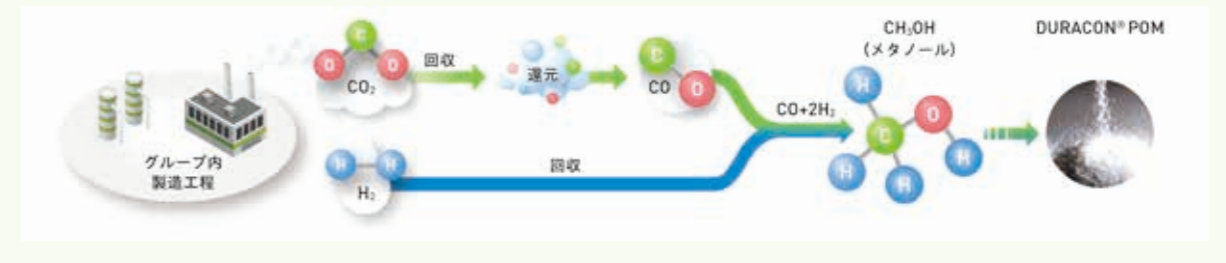 グループ内
製造工程
C
O
O
CO₂
回収
還元
C
O
CO
H
H
H₂
回収
CO+2H₂
CH₃OH
(メタノール)
H
O
C
H
H
H
DURACON® POM